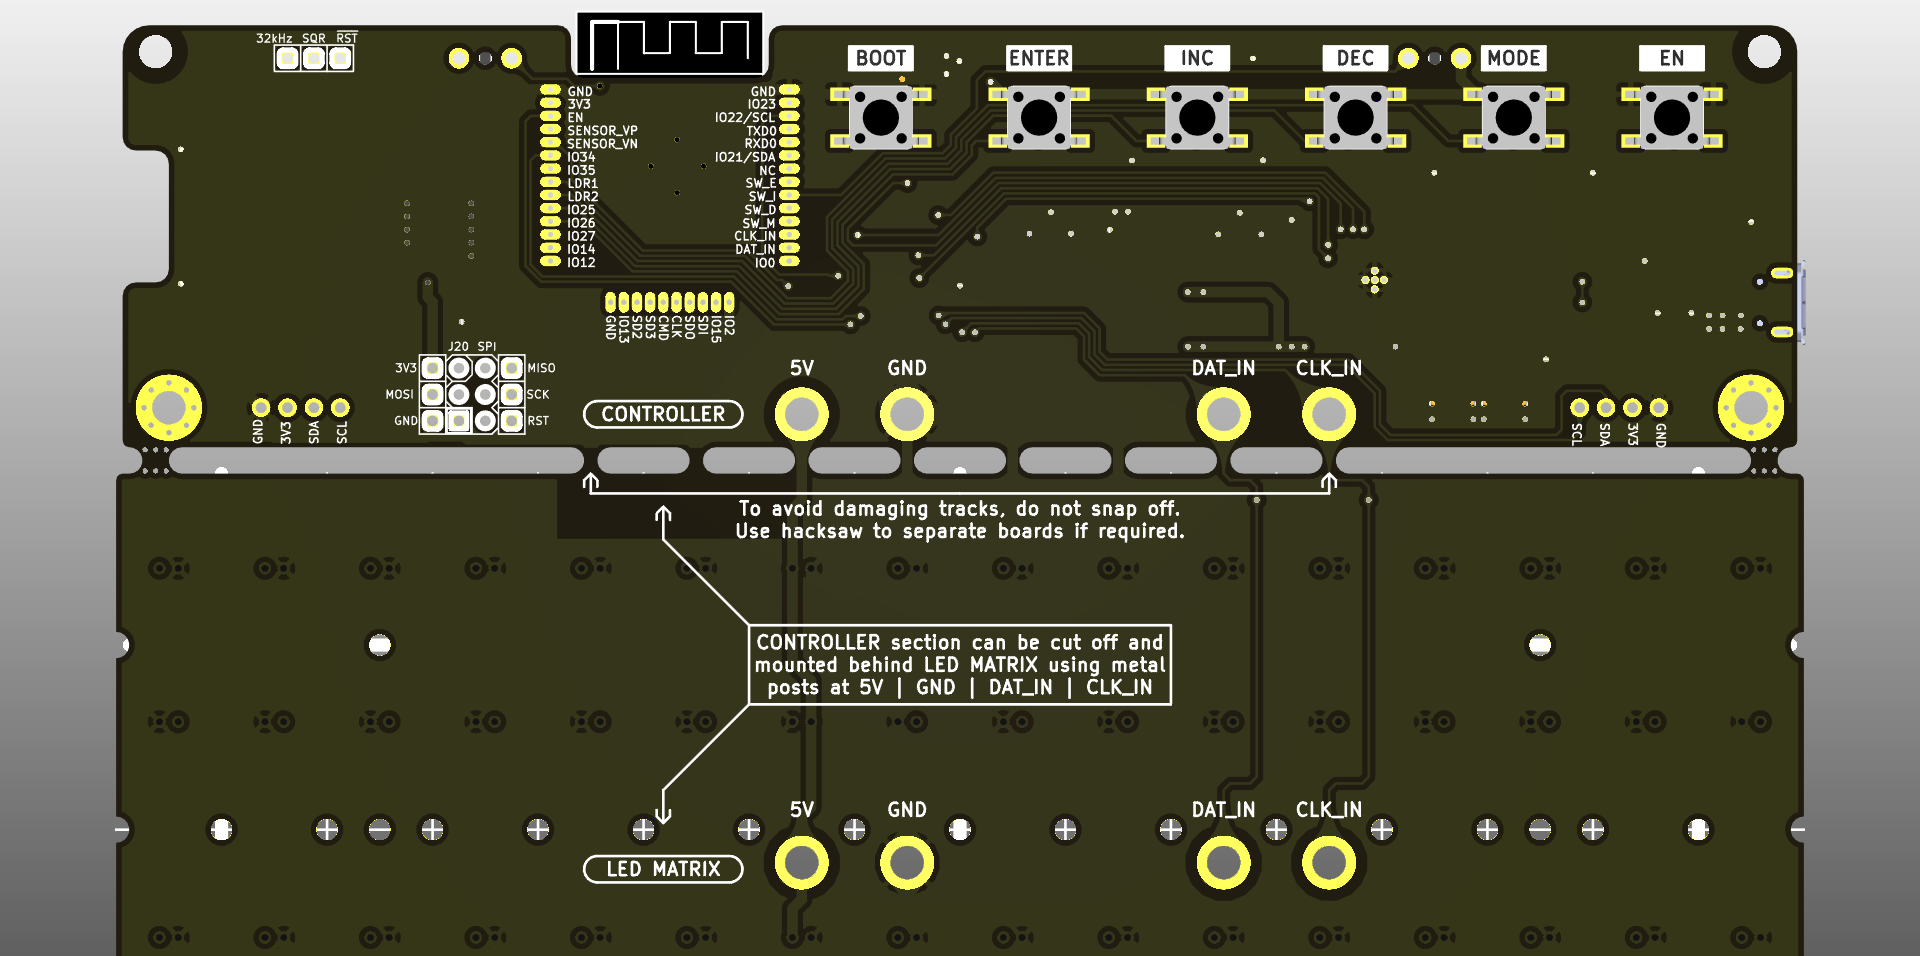 32kHz SQR RST
BOOT
ENTER
INC
DEC
MODE
EN
GND
3V3
EN
SENSOR_VP
SENSOR_VN
IO34
IO35
LDR1
LDR2
IO25
IO26
IO27
IO14
IO12
GND
IO23
IO22/SCL
TXD0
RXD0
IO21/SDA
NC
SW_E
SW_I
SW_D
SW_M
CLK_IN
DAT_IN
IO0
GND
IO13
SD2
SD3
CMD
CLK
SD0
SD1
IO15
IO2
J20 SPI
3V3
MISO
MOSI
SCK
GND
RST
GND
3V3
SDA
SCL
CONTROLLER
5V
GND
DAT_IN
CLK_IN
SCL
SDA
3V3
GND
To avoid damaging tracks, do not snap off.
Use hacksaw to separate boards if required.
CONTROLLER section can be cut off and
mounted behind LED MATRIX using metal
posts at 5V | GND | DAT_IN | CLK_IN
5V
GND
DAT_IN
CLK_IN
LED MATRIX